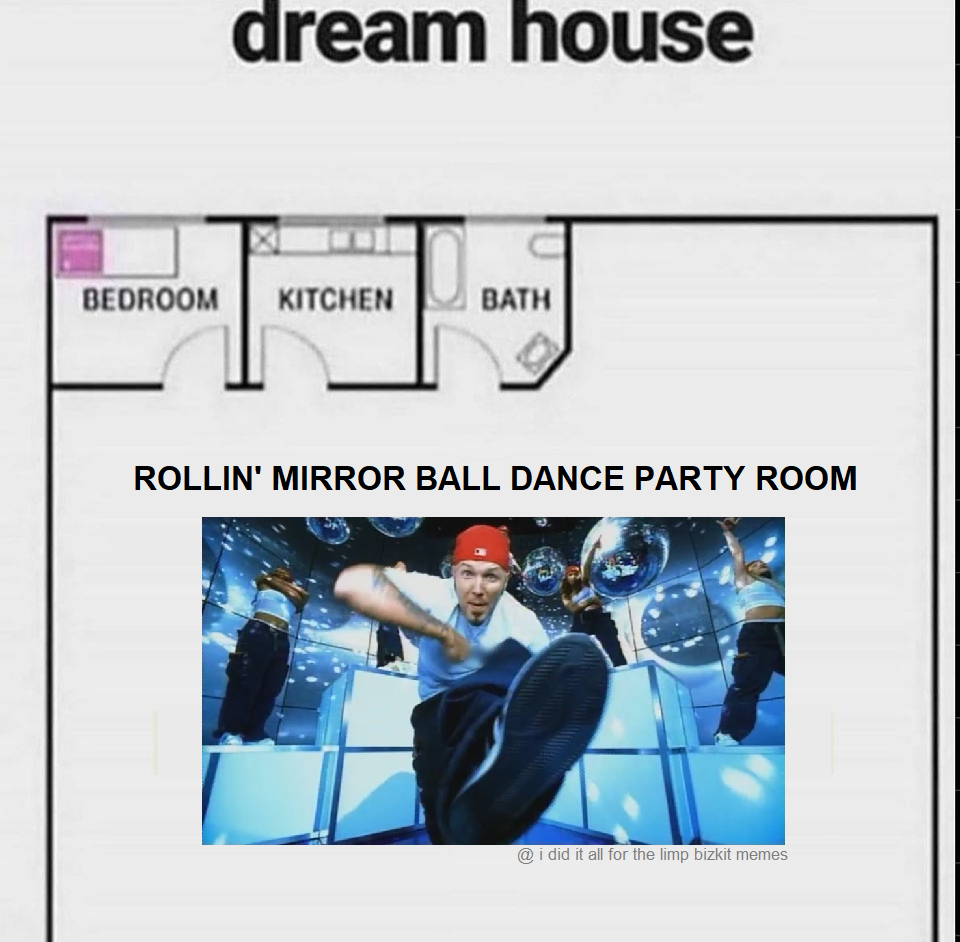 dream house
BEDROOM
KITCHEN
BATH
ROLLIN' MIRROR BALL DANCE PARTY ROOM
@ i did it all for the limp bizkit memes